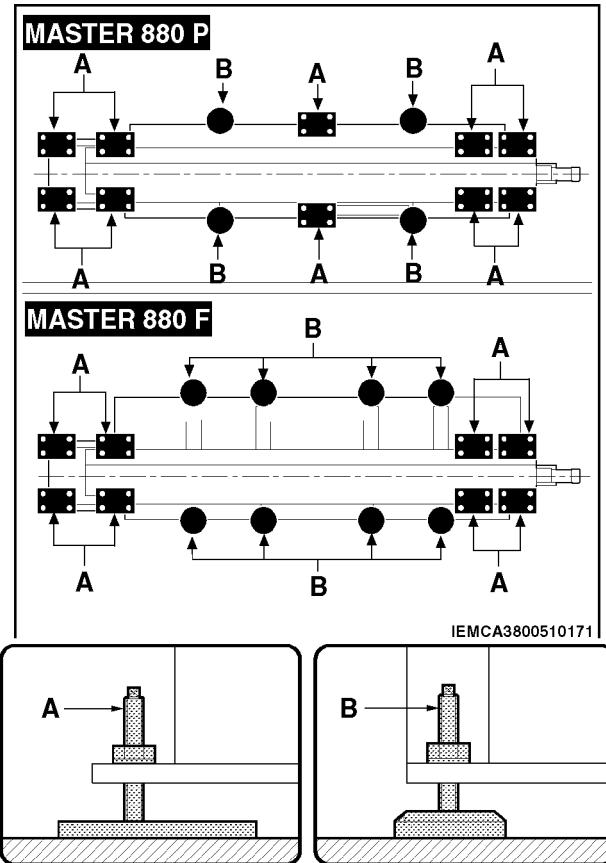 MASTER 880 P
A B A B A
A B A B A
MASTER 880 F
B
A A
A B A
IEMCA3800510171
A B